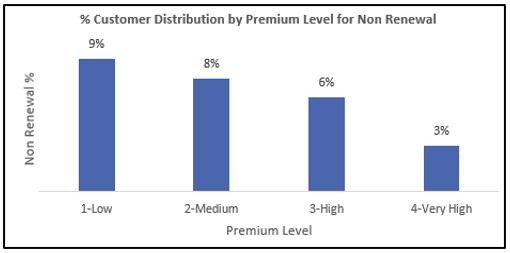 % Customer Distribution by Premium Level for Non Renewal
9%
8%
6%
3%
Non Renewal %
1-Low
2-Medium
3-High
4-Very High
Premium Level